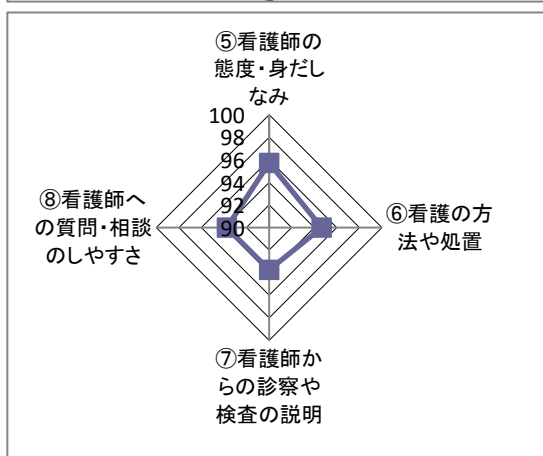 ⑤看護師の
態度・身だし
なみ
100
98
96
94
92
90
⑧看護師へ
の質問・相談
のしやすさ
⑥看護の方
法や処置
⑦看護師か
らの診察や
検査の説明